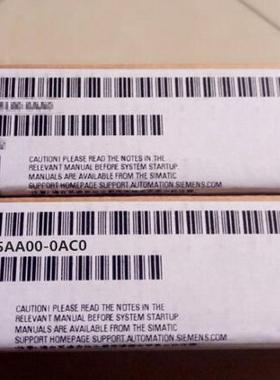 CAUTION! PLEASE READ THE NOTES IN THE
RELEVANT MANUAL BEFORE SYSTEM STARTUP.
MANUALS ARE AVAILABLE FROM THE SIMATIC
SUPPORT HOMEPAGE SUPPORT.AUTOMATION.SIEMENS.COM
5AA00-0AC0
CAUTION! PLEASE READ THE NOTES IN THE
RELEVANT MANUAL BEFORE SYSTEM STARTUP.
MANUALS ARE AVAILABLE FROM THE SIMATIC
SUPPORT HOMEPAGE SUPPORT.AUTOMATION.SIEMENS.COM